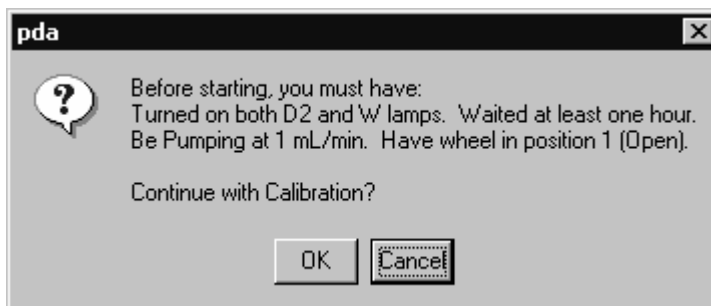 pda
Before starting, you must have:
Turned on both D2 and W lamps.  Waited at least one hour.
Be Pumping at 1 mL/min.  Have wheel in position 1 (Open).
Continue with Calibration?
OK
Cancel